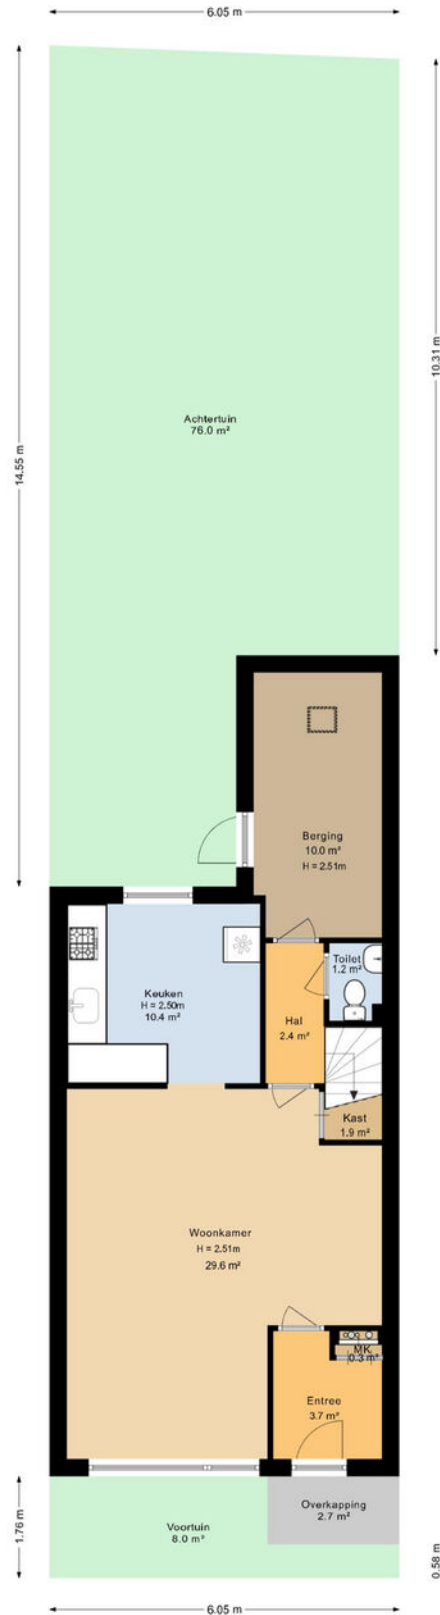 6.05 m
14.55 m
10.31 m
Achtertuin
76.0 m²
Berging
10.0 m²
H = 2.51m
Toilet
1.2 m²
Keuken
H = 2.50m
10.4 m²
Hal
2.4 m²
Kast
1.9 m²
Woonkamer
H = 2.51m
29.6 m²
MK
0.3 m²
Entree
3.7 m²
Overkapping
2.7 m²
Voortuin
8.0 m²
1.76 m
0.58 m
6.05 m